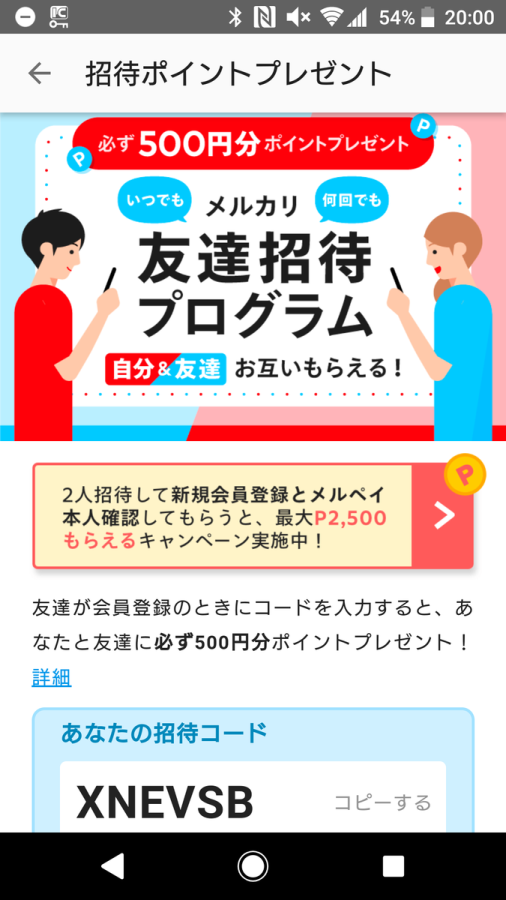 54% 20:00
招待ポイントプレゼント
必ず500円分ポイントプレゼント
P
P
いつでも
メルカリ
何回でも
友達招待
プログラム
自分&友達 お互いもらえる！
P
2人招待して新規会員登録とメルペイ
本人確認してもらうと、最大P2,500
もらえるキャンペーン実施中！
友達が会員登録のときにコードを入力すると、あ
なたと友達に必ず500円分ポイントプレゼント！
詳細
あなたの招待コード
XNEVSB コピーする